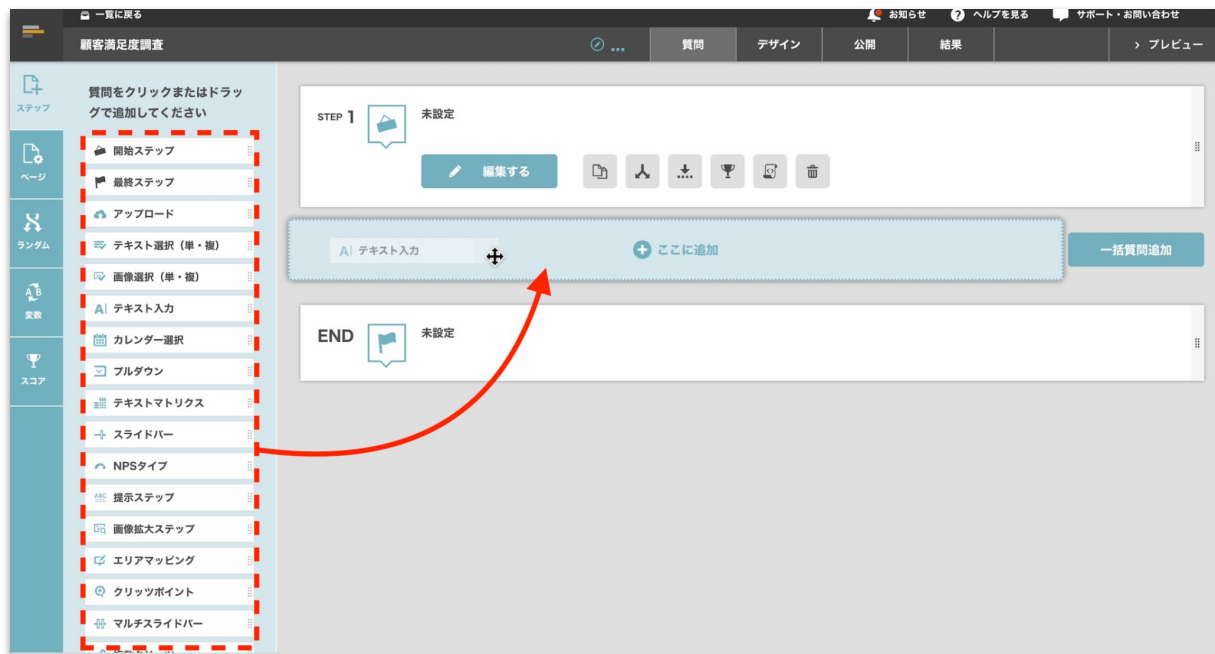 一覧に戻る
お知らせ
ヘルプを見る
サポート・お問い合わせ
顧客満足度調査
...
質問
デザイン
公開
結果
> プレビュー
ステップ
ページ
ランダム
変数
スコア
質問をクリックまたはドラッ
グで追加してください
開始ステップ
最終ステップ
アップロード
テキスト選択（単・複）
画像選択（単・複）
テキスト入力
カレンダー選択
プルダウン
テキストマトリクス
スライドバー
NPSタイプ
提示ステップ
画像拡大ステップ
エリアマッピング
クリッツポイント
マルチスライドバー
STEP 1
未設定
編集する
テキスト入力
ここに追加
一括質問追加
END
未設定